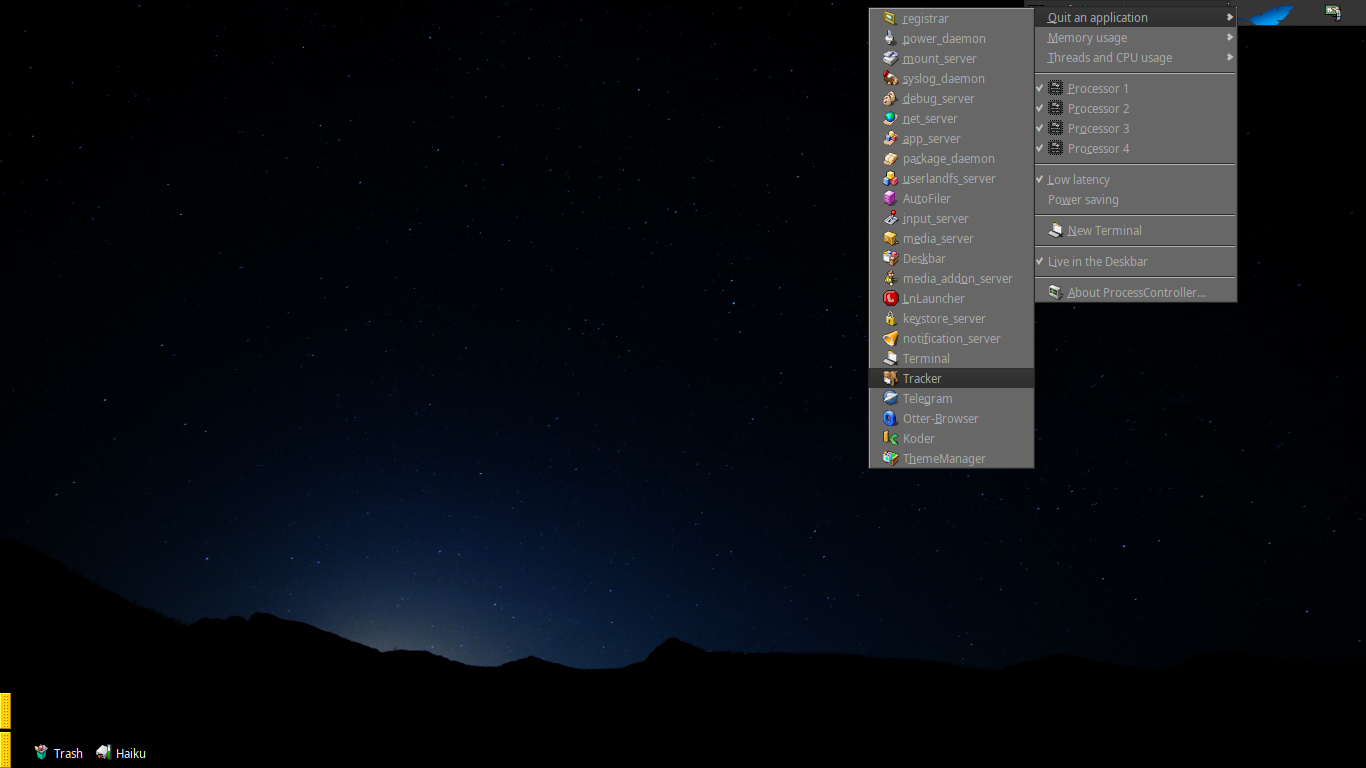 registrar
power_daemon
mount_server
syslog_daemon
debug_server
net_server
app_server
package_daemon
userlandfs_server
AutoFiler
input_server
media_server
Deskbar
media_addon_server
LnLauncher
keystore_server
notification_server
Terminal
Tracker
Telegram
Otter-Browser
Koder
ThemeManager
Quit an application
Memory usage
Threads and CPU usage
Processor 1
Processor 2
Processor 3
Processor 4
Low latency
Power saving
New Terminal
Live in the Deskbar
About ProcessController...
Trash
Haiku